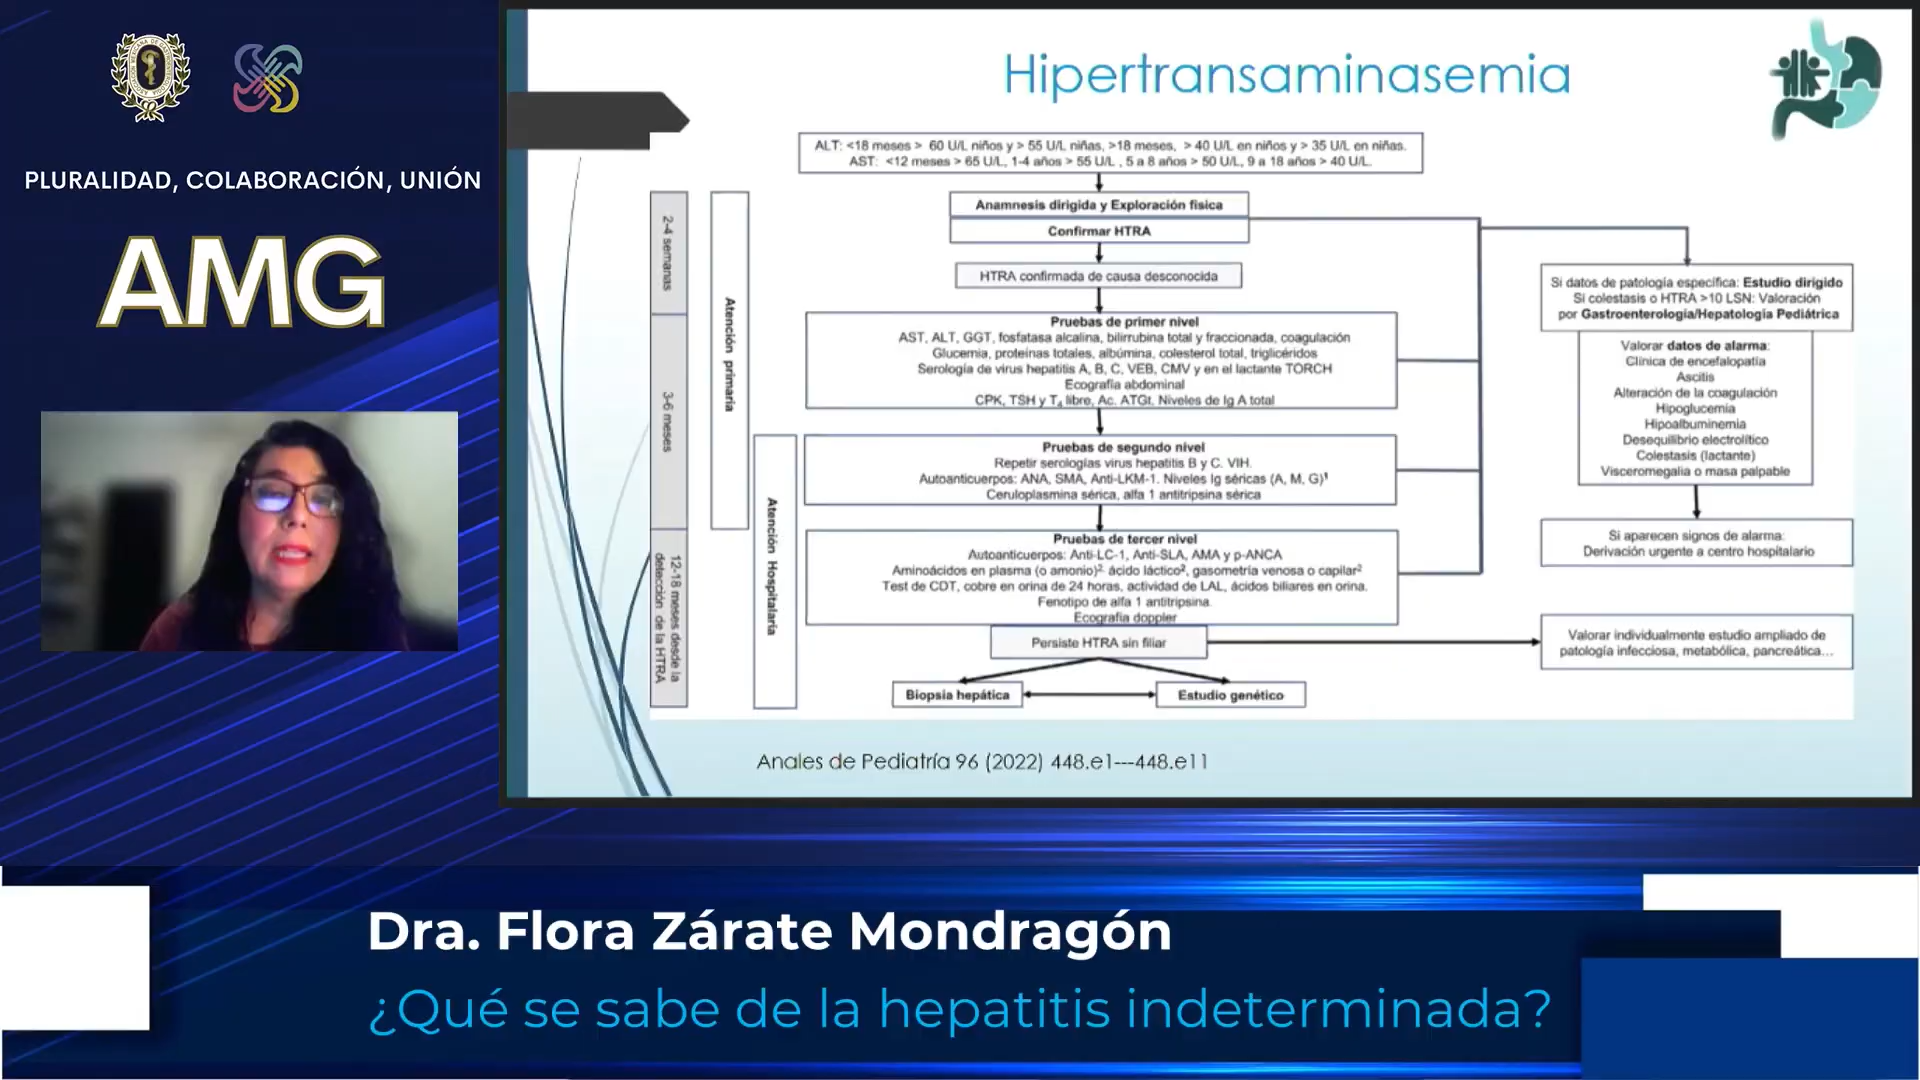 PLURALIDAD, COLABORACIÓN, UNIÓN
AMG
Hipertransaminasemia
ALT: <18 meses > 60 U/L niños y > 55 U/L niñas, >18 meses, > 40 U/L en niños y > 35 U/L en niñas.
AST: <12 meses > 65 U/L, 1-4 años > 55 U/L , 5 a 8 años > 50 U/L, 9 a 18 años > 40 U/L.
2-4 semanas
3-6 meses
12-18 meses desde la
detección de la HTRA
Atención primaria
Atención Hospitalaria
Anamnesis dirigida y Exploración física
Confirmar HTRA
HTRA confirmada de causa desconocida
Pruebas de primer nivel
AST, ALT, GGT, fosfatasa alcalina, bilirrubina total y fraccionada, coagulación
Glucemia, proteínas totales, albúmina, colesterol total, triglicéridos
Serología de virus hepatitis A, B, C, VEB, CMV y en el lactante TORCH
Ecografía abdominal
CPK, TSH y T4 libre, Ac. ATGt. Niveles de Ig A total
Pruebas de segundo nivel
Repetir serologías virus hepatitis B y C. VIH.
Autoanticuerpos: ANA, SMA, Anti-LKM-1. Niveles Ig séricas (A, M, G)¹
Ceruloplasmina sérica, alfa 1 antitripsina sérica
Pruebas de tercer nivel
Autoanticuerpos: Anti-LC-1, Anti-SLA, AMA y p-ANCA
Aminoácidos en plasma (o amonio)², ácido láctico², gasometría venosa o capilar²
Test de CDT, cobre en orina de 24 horas, actividad de LAL, ácidos biliares en orina.
Fenotipo de alfa 1 antitripsina.
Ecografía doppler
Persiste HTRA sin filiar
Biopsia hepática
Estudio genético
Si datos de patología específica: Estudio dirigido
Si colestasis o HTRA >10 LSN: Valoración
por Gastroenterología/Hepatología Pediátrica
Valorar datos de alarma:
Clínica de encefalopatía
Ascitis
Alteración de la coagulación
Hipoglucemia
Hipoalbuminemia
Desequilibrio electrolítico
Colestasis (lactante)
Visceromegalia o masa palpable
Si aparecen signos de alarma:
Derivación urgente a centro hospitalario
Valorar individualmente estudio ampliado de
patología infecciosa, metabólica, pancreática...
Anales de Pediatría 96 (2022) 448.e1---448.e11
Dra. Flora Zárate Mondragón
¿Qué se sabe de la hepatitis indeterminada?